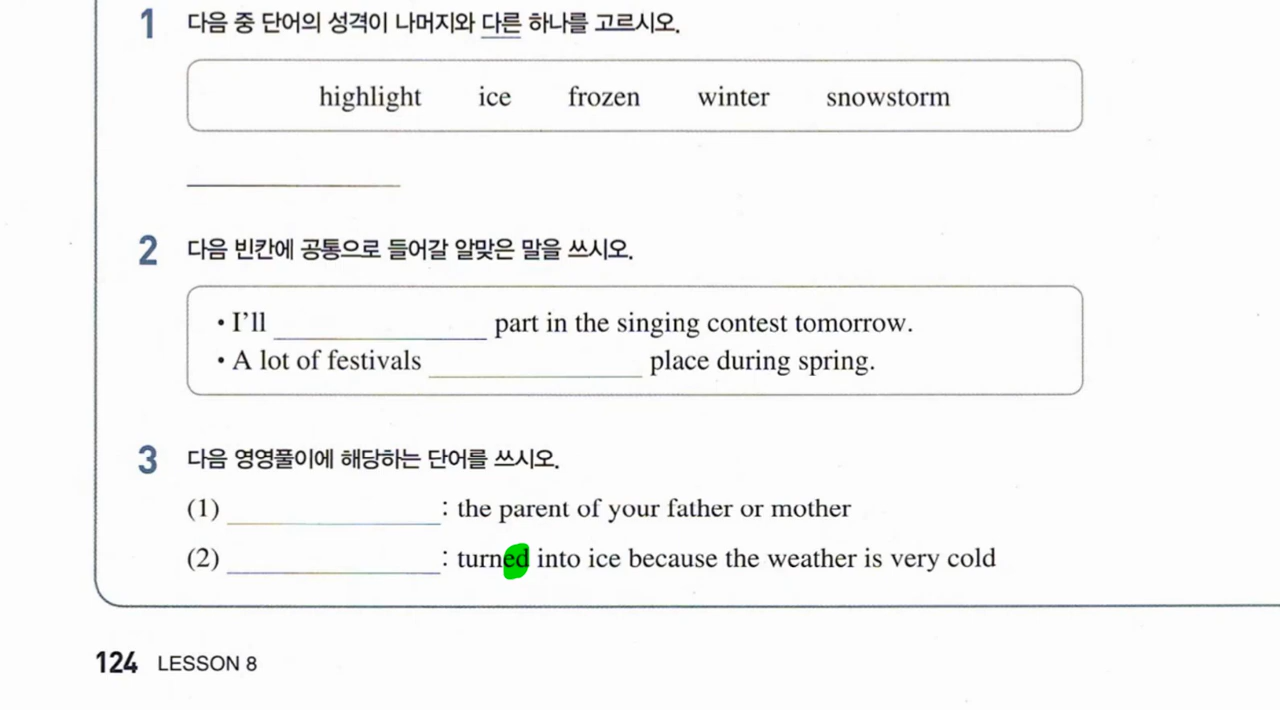 1 다음 중 단어의 성격이 나머지와 다른 하나를 고르시오.
highlight ice frozen winter snowstorm
2 다음 빈칸에 공통으로 들어갈 알맞은 말을 쓰시오.
• I'll ____________ part in the singing contest tomorrow.
• A lot of festivals ____________ place during spring.
3 다음 영영풀이에 해당하는 단어를 쓰시오.
(1) ____________ : the parent of your father or mother
(2) ____________ : turned into ice because the weather is very cold
124 LESSON 8